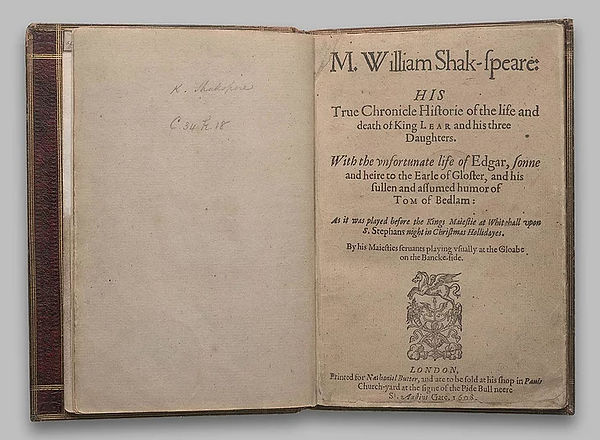 K. Shakspere
C. 34 k. 18
M. William Shak-ſpeare:
HIS
True Chronicle Hiſtorie of the life and
death of King LEAR and his three
Daughters.
With the vnfortunate life of Edgar, ſonne
and heire to the Earle of Gloſter, and his
ſullen and aſſumed humor of
TOM of Bedlam:
As it was played before the Kings Maieſtie at Whitehall vpon
S. Stephans night in Chriſtmas Hollidayes.
By his Maieſties ſeruants playing vſually at the Gloabe
on the Bancke-ſide.
LONDON,
Printed for Nathaniel Butter, and are to be ſold at his ſhop in Pauls
Church-yard at the ſigne of the Pide Bull neere
St. Auſtins Gate. 1608.